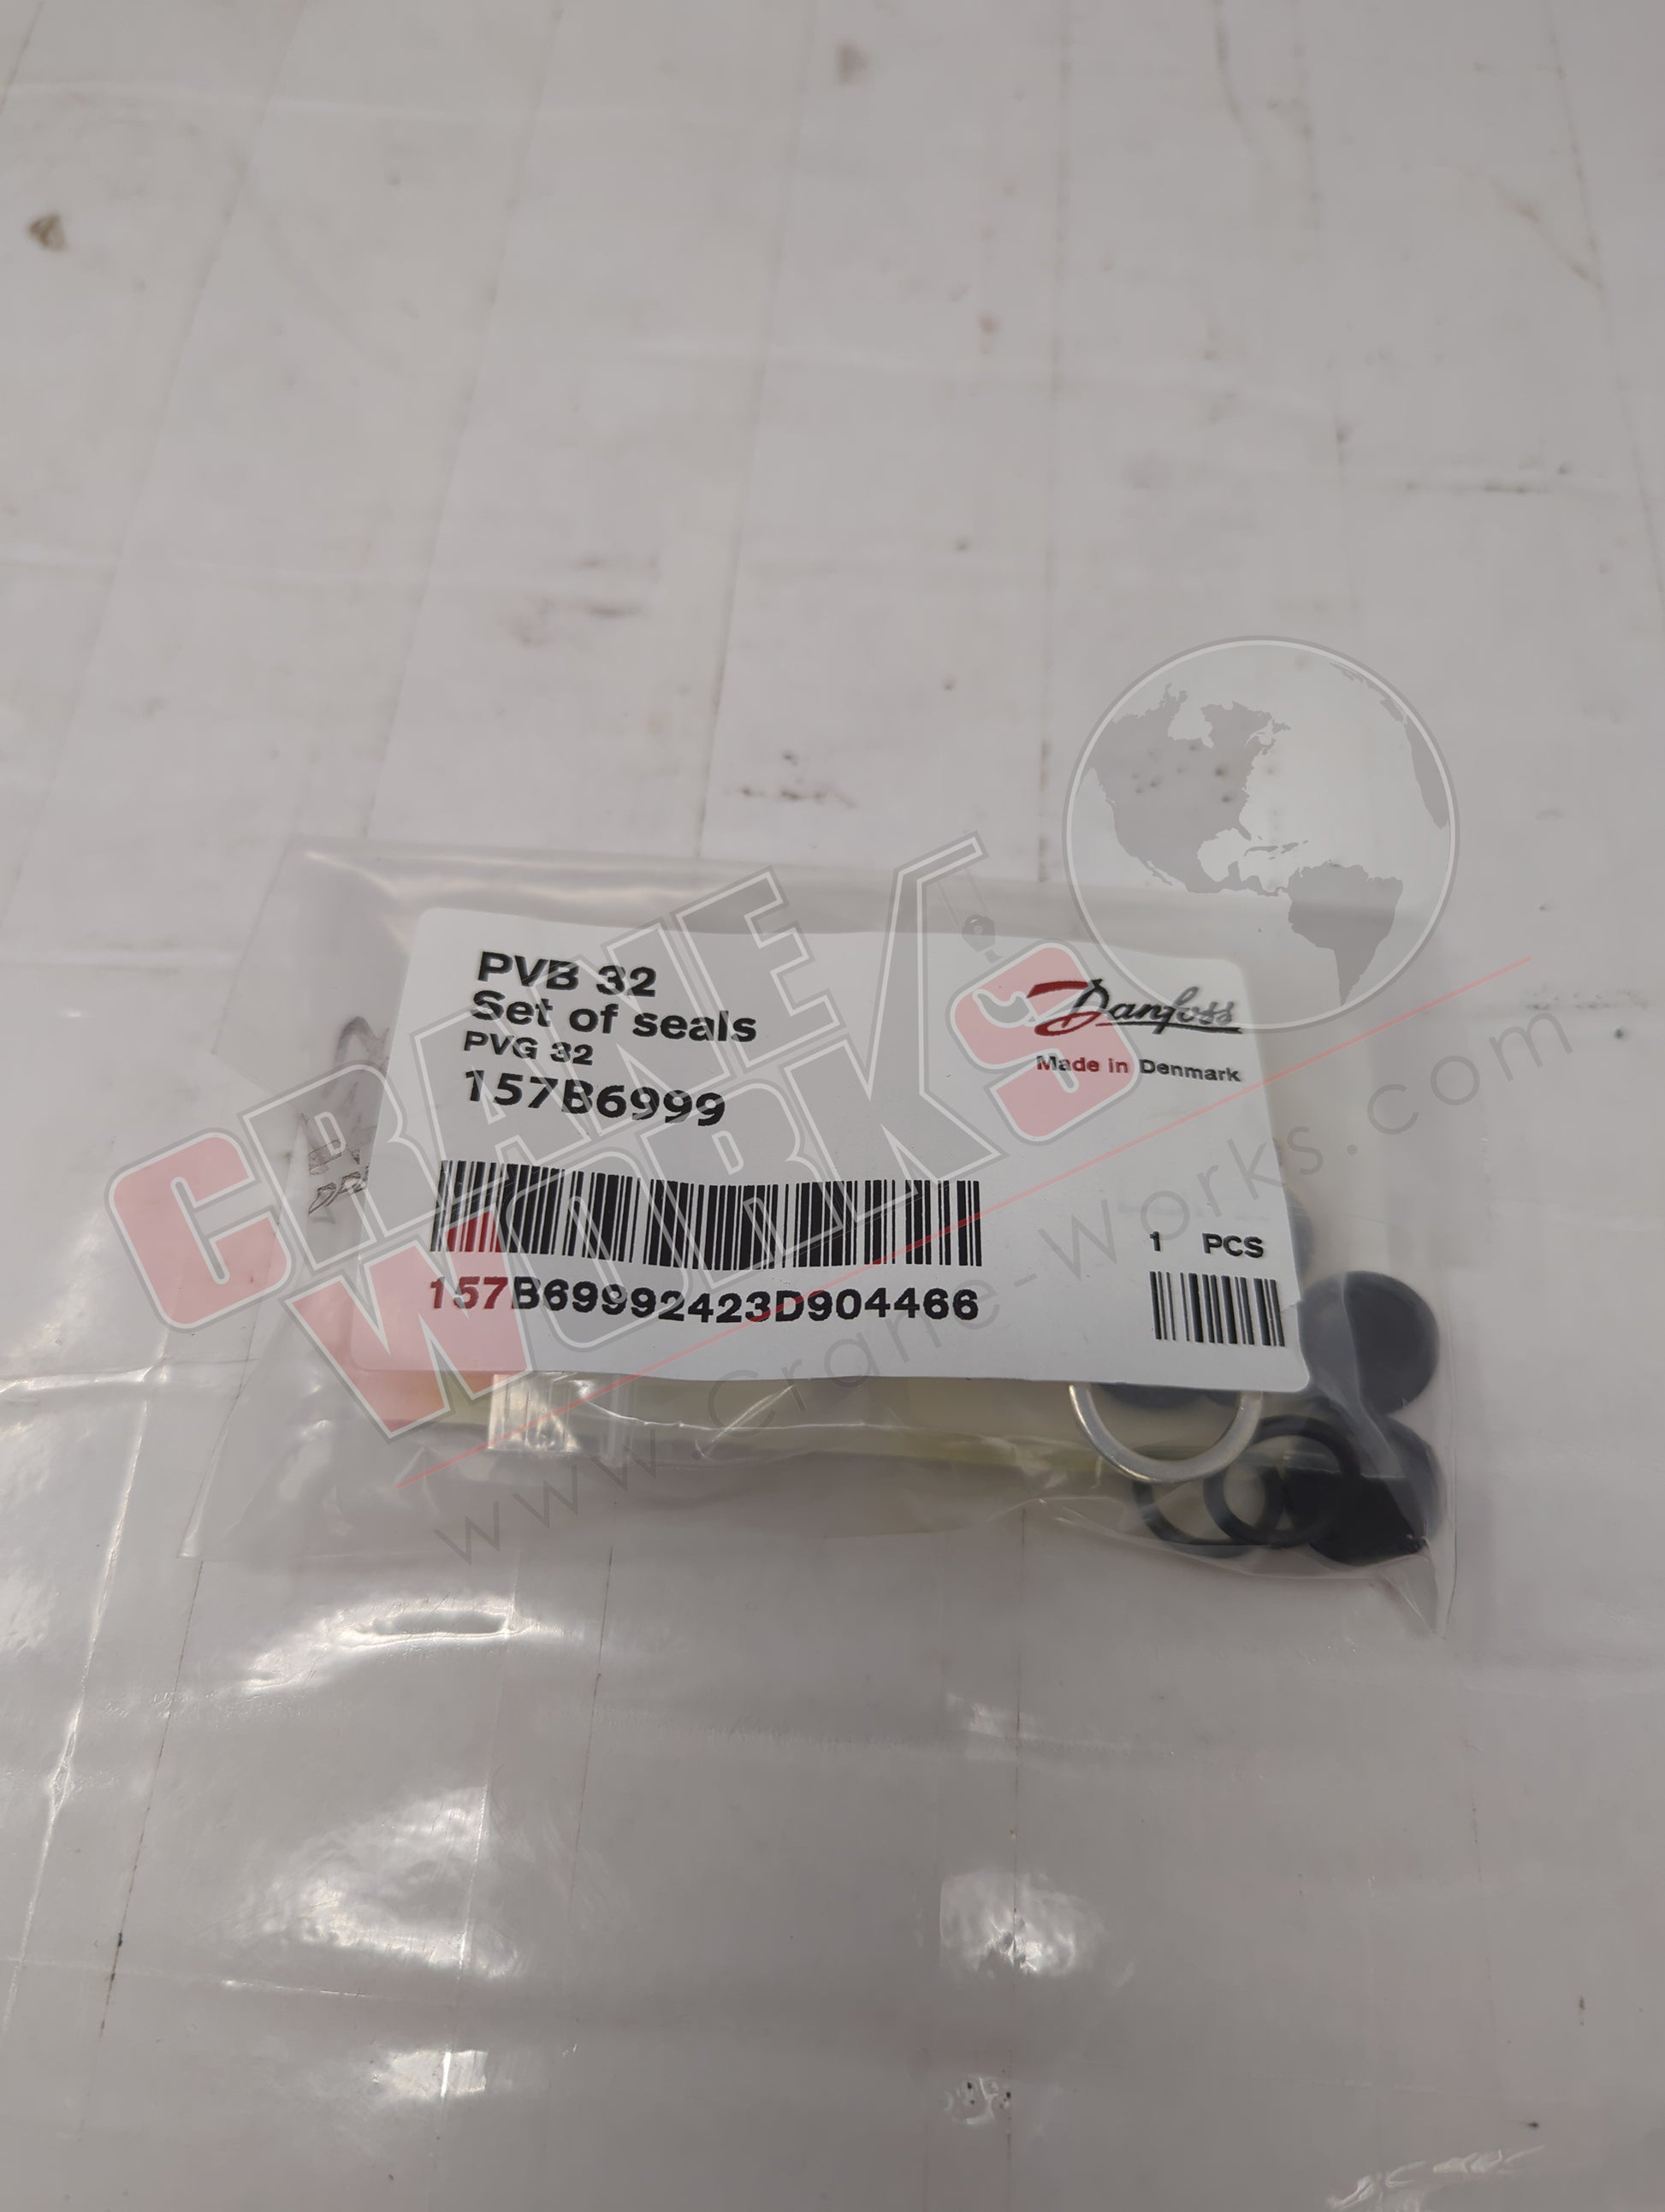 PVB 32
Set of seals
PVG 32
157B6999
Danfoss
Made in Denmark
157B69992423D904466
1 PCS
CRANE
WORKS
www.crane-works.com